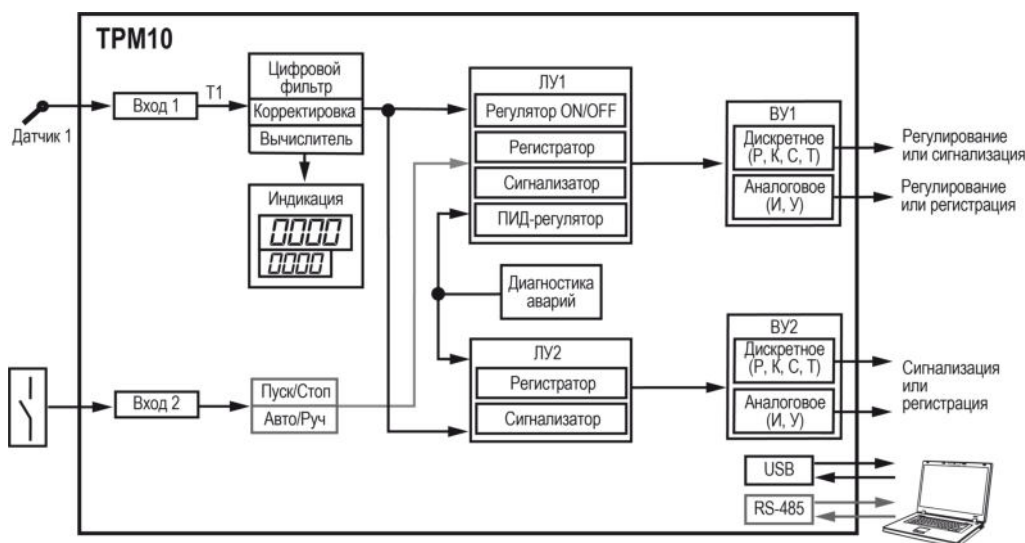 ТРМ10
Датчик 1
Вход 1
T1
Цифровой
фильтр
Корректировка
Вычислитель
Индикация
0000
0000
ЛУ1
Регулятор ON/OFF
Регистратор
Сигнализатор
ПИД-регулятор
ВУ1
Дискретное
(Р, К, С, Т)
Аналоговое
(И, У)
Регулирование
или сигнализация
Регулирование
или регистрация
Диагностика
аварий
Вход 2
Пуск/Стоп
Авто/Руч
ЛУ2
Регистратор
Сигнализатор
ВУ2
Дискретное
(Р, К, С, Т)
Аналоговое
(И, У)
Сигнализация
или
регистрация
USB
RS-485